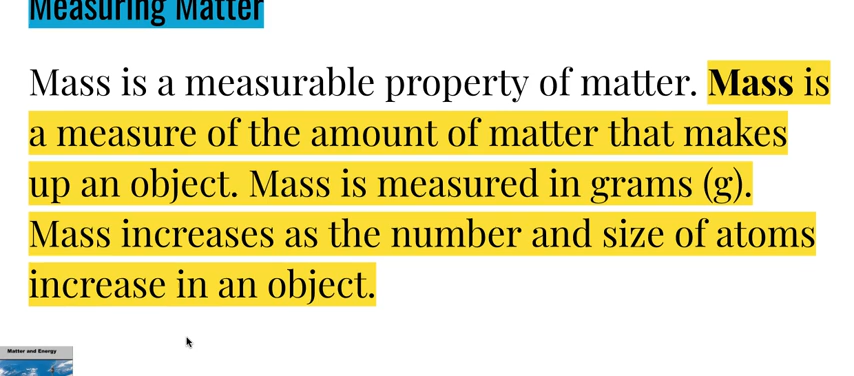 Measuring Matter
Mass is a measurable property of matter. Mass is
a measure of the amount of matter that makes
up an object. Mass is measured in grams (g).
Mass increases as the number and size of atoms
increase in an object.
Matter and Energy